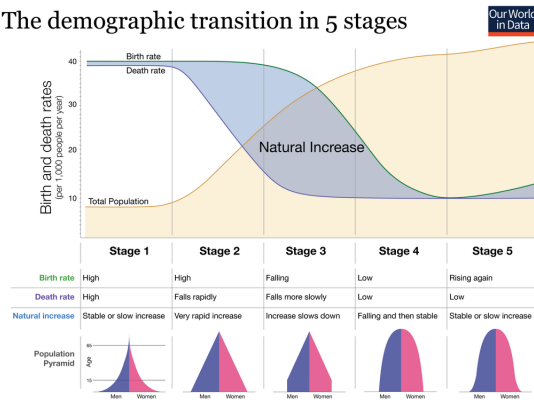 The demographic transition in 5 stages
Our World
in Data
Birth and death rates
(per 1,000 people per year)
40
30
20
10
Birth rate
Death rate
Natural Increase
Total Population
Stage 1 Stage 2 Stage 3 Stage 4 Stage 5
Birth rate High High Falling Low Rising again
Death rate High Falls rapidly Falls more slowly Low Low
Natural increase Stable or slow increase Very rapid increase Increase slows down Falling and then stable Stable or slow increase
Population
Pyramid
Age
65
15
Men Women Men Women Men Women Men Women Men Women